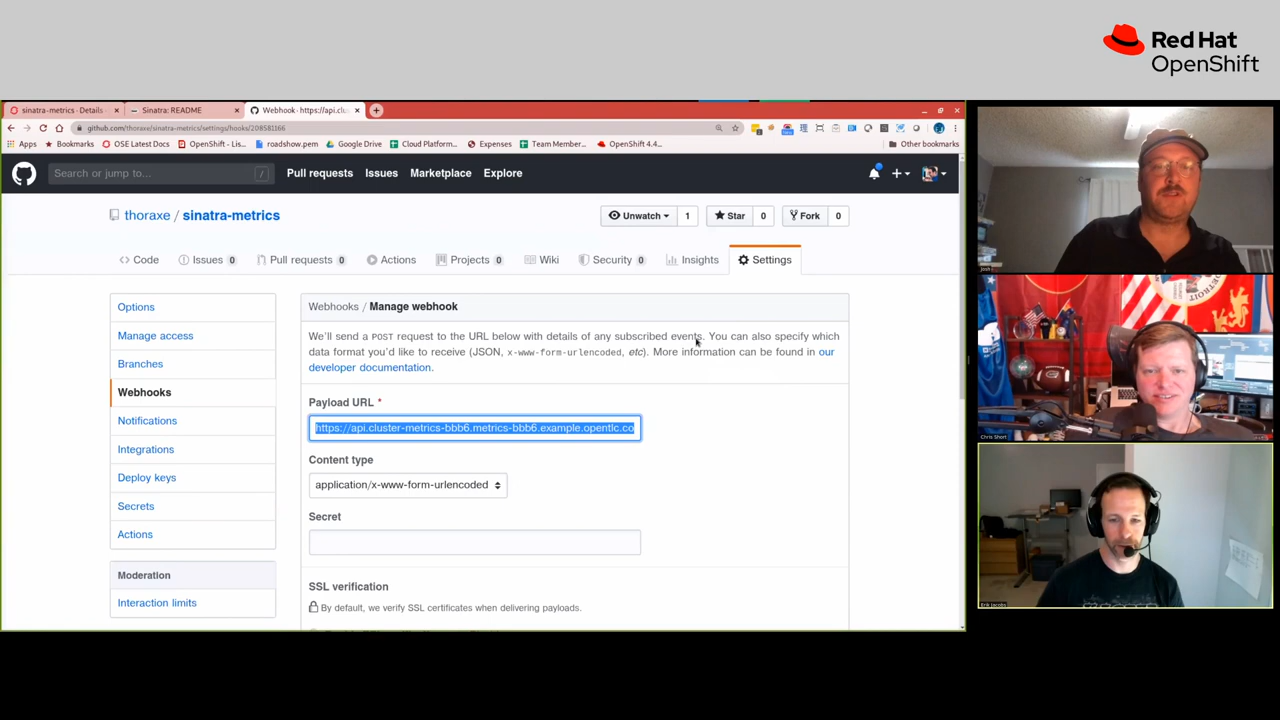 Red Hat
OpenShift
sinatra-metrics · Details
Sinatra: README
Webhook · https://api.clu
github.com/thoraxe/sinatra-metrics/settings/hooks/208581166
Apps
Bookmarks
OSE Latest Docs
OpenShift - Lis...
roadshow.pem
Google Drive
Cloud Platform...
Expenses
Team Member...
OpenShift 4.4...
Other bookmarks
Search or jump to... /
Pull requests
Issues
Marketplace
Explore
thoraxe / sinatra-metrics
Unwatch 1
Star 0
Fork 0
Code
Issues 0
Pull requests 0
Actions
Projects 0
Wiki
Security 0
Insights
Settings
Options
Manage access
Branches
Webhooks
Notifications
Integrations
Deploy keys
Secrets
Actions
Moderation
Interaction limits
Webhooks / Manage webhook
We'll send a POST request to the URL below with details of any subscribed events. You can also specify which
data format you'd like to receive (JSON, x-www-form-urlencoded, etc). More information can be found in our
developer documentation.
Payload URL *
https://api.cluster-metrics-bbb6.metrics-bbb6.example.opentlc.co
Content type
application/x-www-form-urlencoded
Secret
SSL verification
By default, we verify SSL certificates when delivering payloads.
Josh
DETROIT
Chris Short
Erik Jacobs